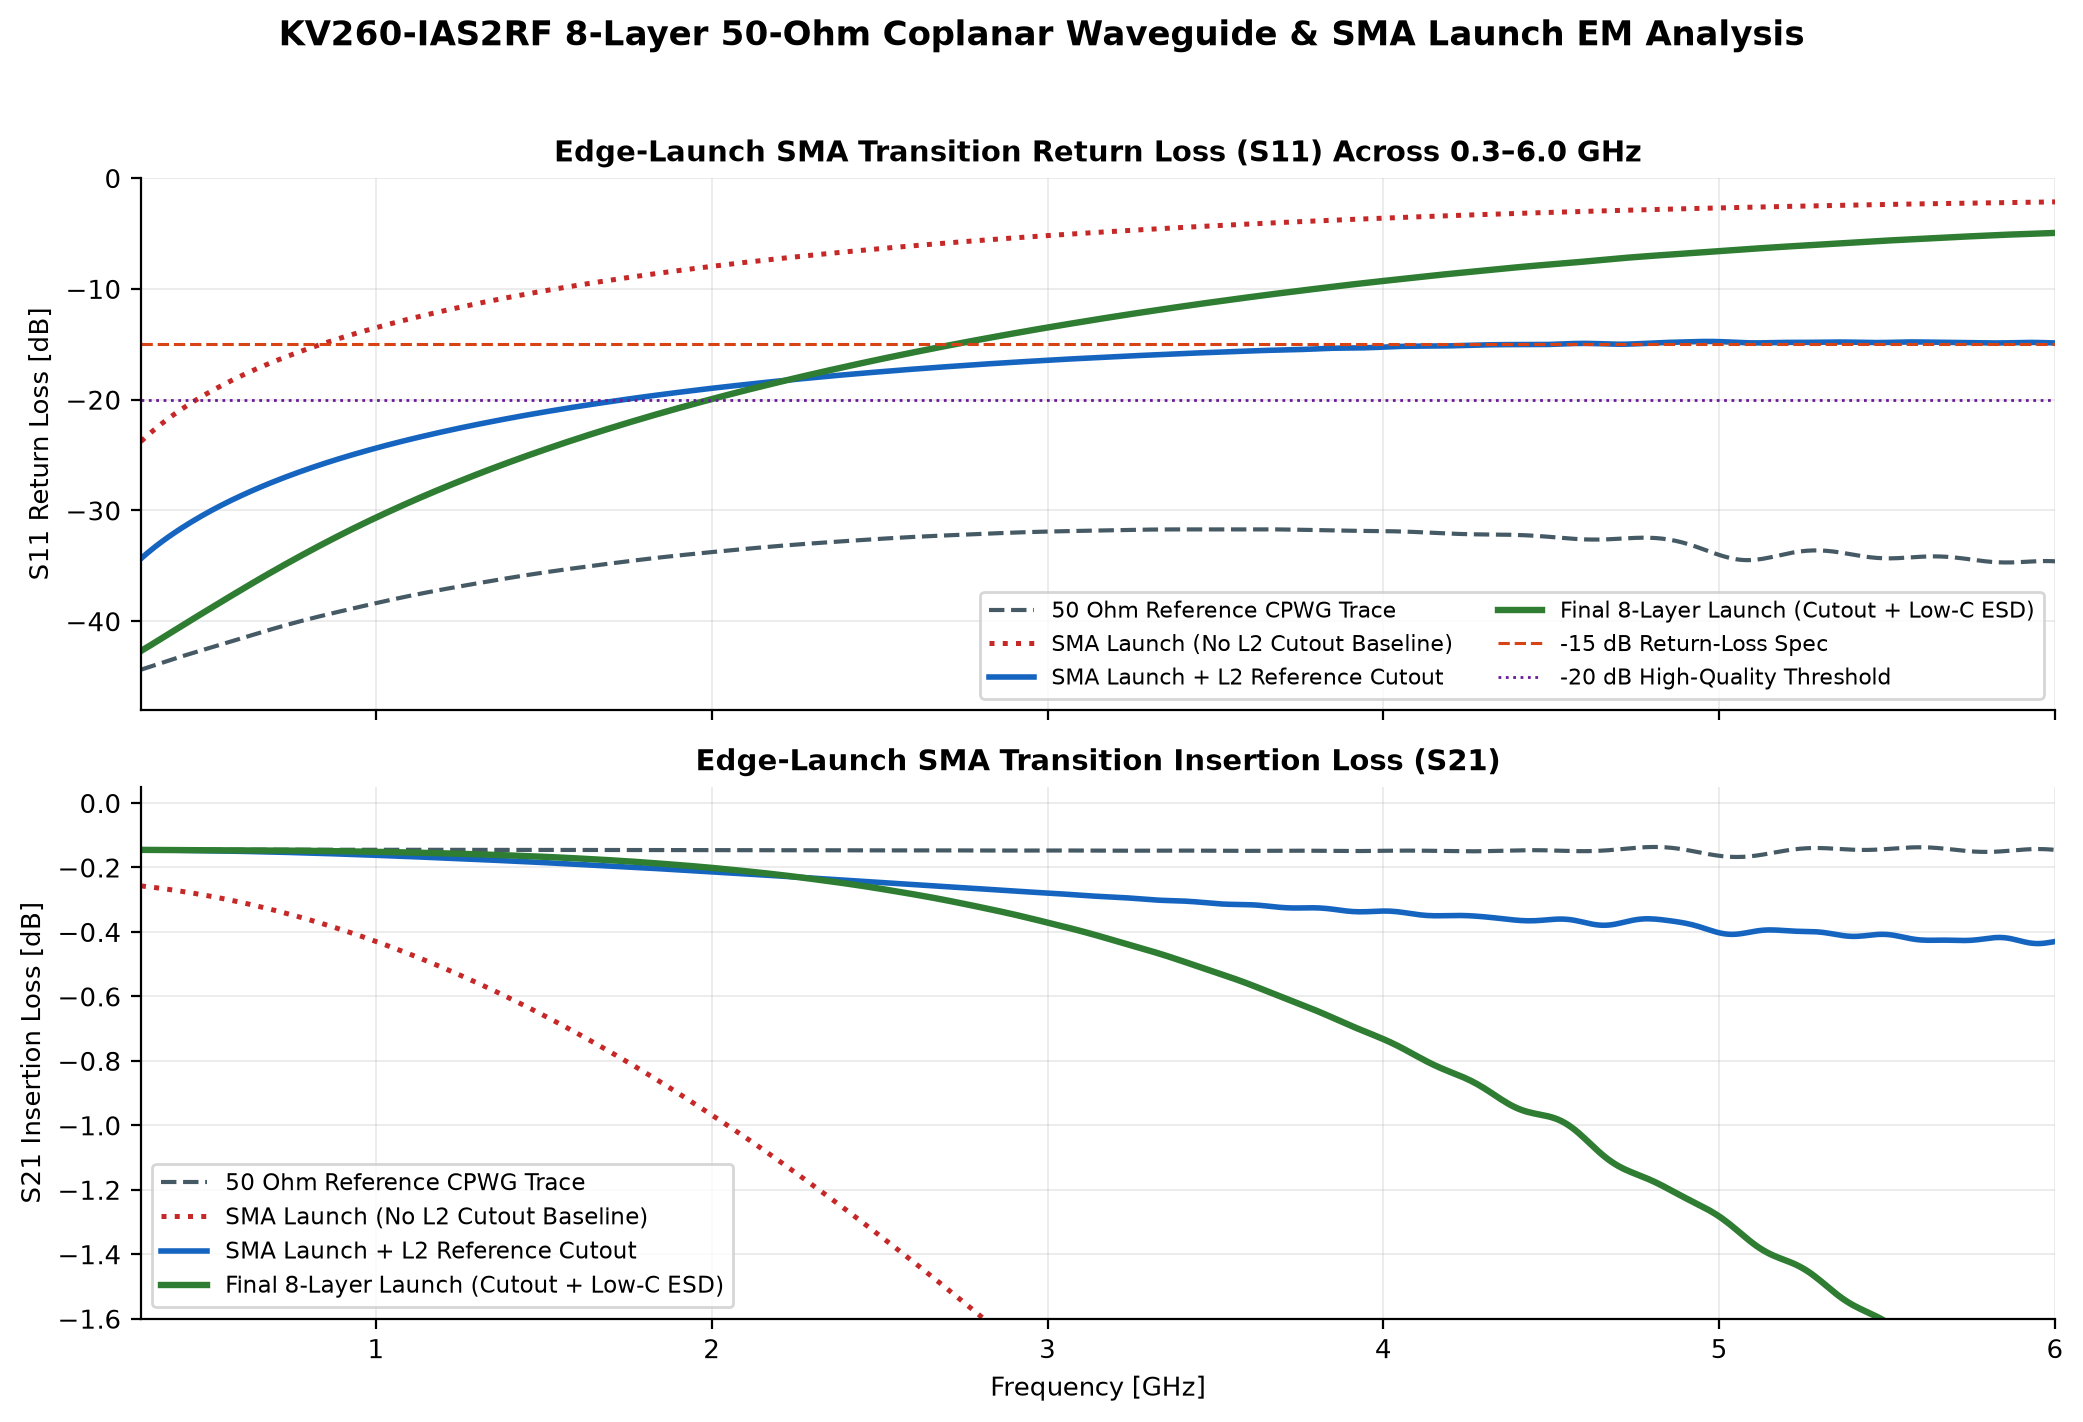 KV260-IAS2RF 8-Layer 50-Ohm Coplanar Waveguide & SMA Launch EM Analysis
Edge-Launch SMA Transition Return Loss (S11) Across 0.3–6.0 GHz
S11 Return Loss [dB]
0
−10
−20
−30
−40
50 Ohm Reference CPWG Trace
SMA Launch (No L2 Cutout Baseline)
SMA Launch + L2 Reference Cutout
Final 8-Layer Launch (Cutout + Low-C ESD)
-15 dB Return-Loss Spec
-20 dB High-Quality Threshold
Edge-Launch SMA Transition Insertion Loss (S21)
S21 Insertion Loss [dB]
0.0
−0.2
−0.4
−0.6
−0.8
−1.0
−1.2
−1.4
−1.6
50 Ohm Reference CPWG Trace
SMA Launch (No L2 Cutout Baseline)
SMA Launch + L2 Reference Cutout
Final 8-Layer Launch (Cutout + Low-C ESD)
1 2 3 4 5 6
Frequency [GHz]